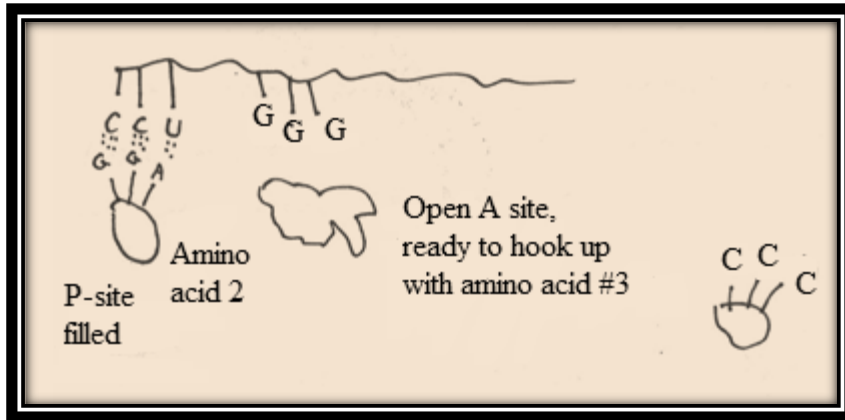 C C U
G G A
G G G
Amino
acid 2
P-site
filled
Open A site,
ready to hook up
with amino acid #3
C C C